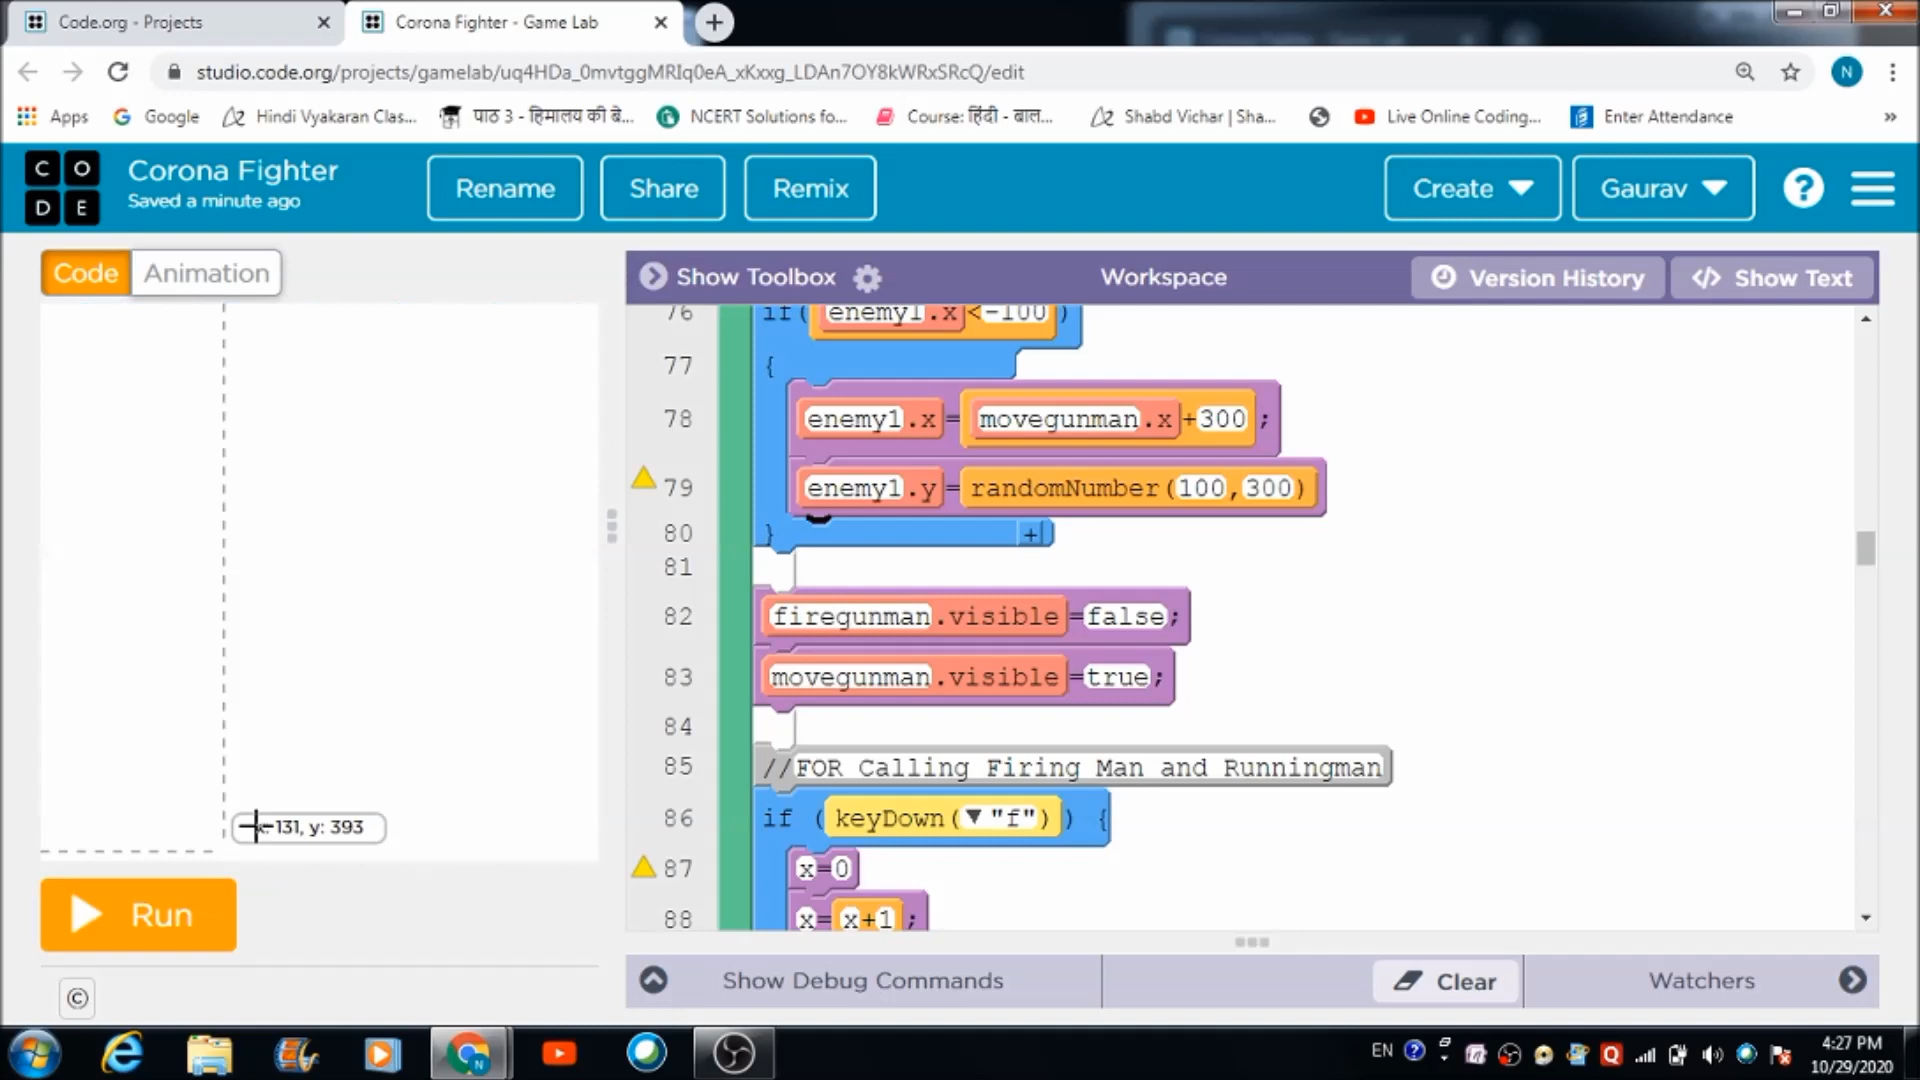 Code.org - Projects
Corona Fighter - Game Lab
studio.code.org/projects/gamelab/uq4HDa_0mvtggMRIq0eA_xKxxg_LDAn7OY8kWRxSRcQ/edit
N
Apps
Google
Hindi Vyakaran Clas...
पाठ 3 - हिमालय की बे...
NCERT Solutions fo...
Course: हिंदी - बाल...
Shabd Vichar | Sha...
Live Online Coding...
Enter Attendance
»
C O
D E
Corona Fighter
Saved a minute ago
Rename
Share
Remix
Create
Gaurav
?
Code
Animation
Show Toolbox
Workspace
Version History
</> Show Text
76 if( enemy1.x<-100 )
77 {
78 enemy1.x=movegunman.x+300;
79 enemy1.y=randomNumber(100,300)
80 } +
81
82 firegunman.visible=false;
83 movegunman.visible=true;
84
85 //FOR Calling Firing Man and Runningman
86 if (keyDown("f")) {
87 x=0
88 x=x+1;
x: -131, y: 393
Run
©
Show Debug Commands
Clear
Watchers
EN
4:27 PM
10/29/2020